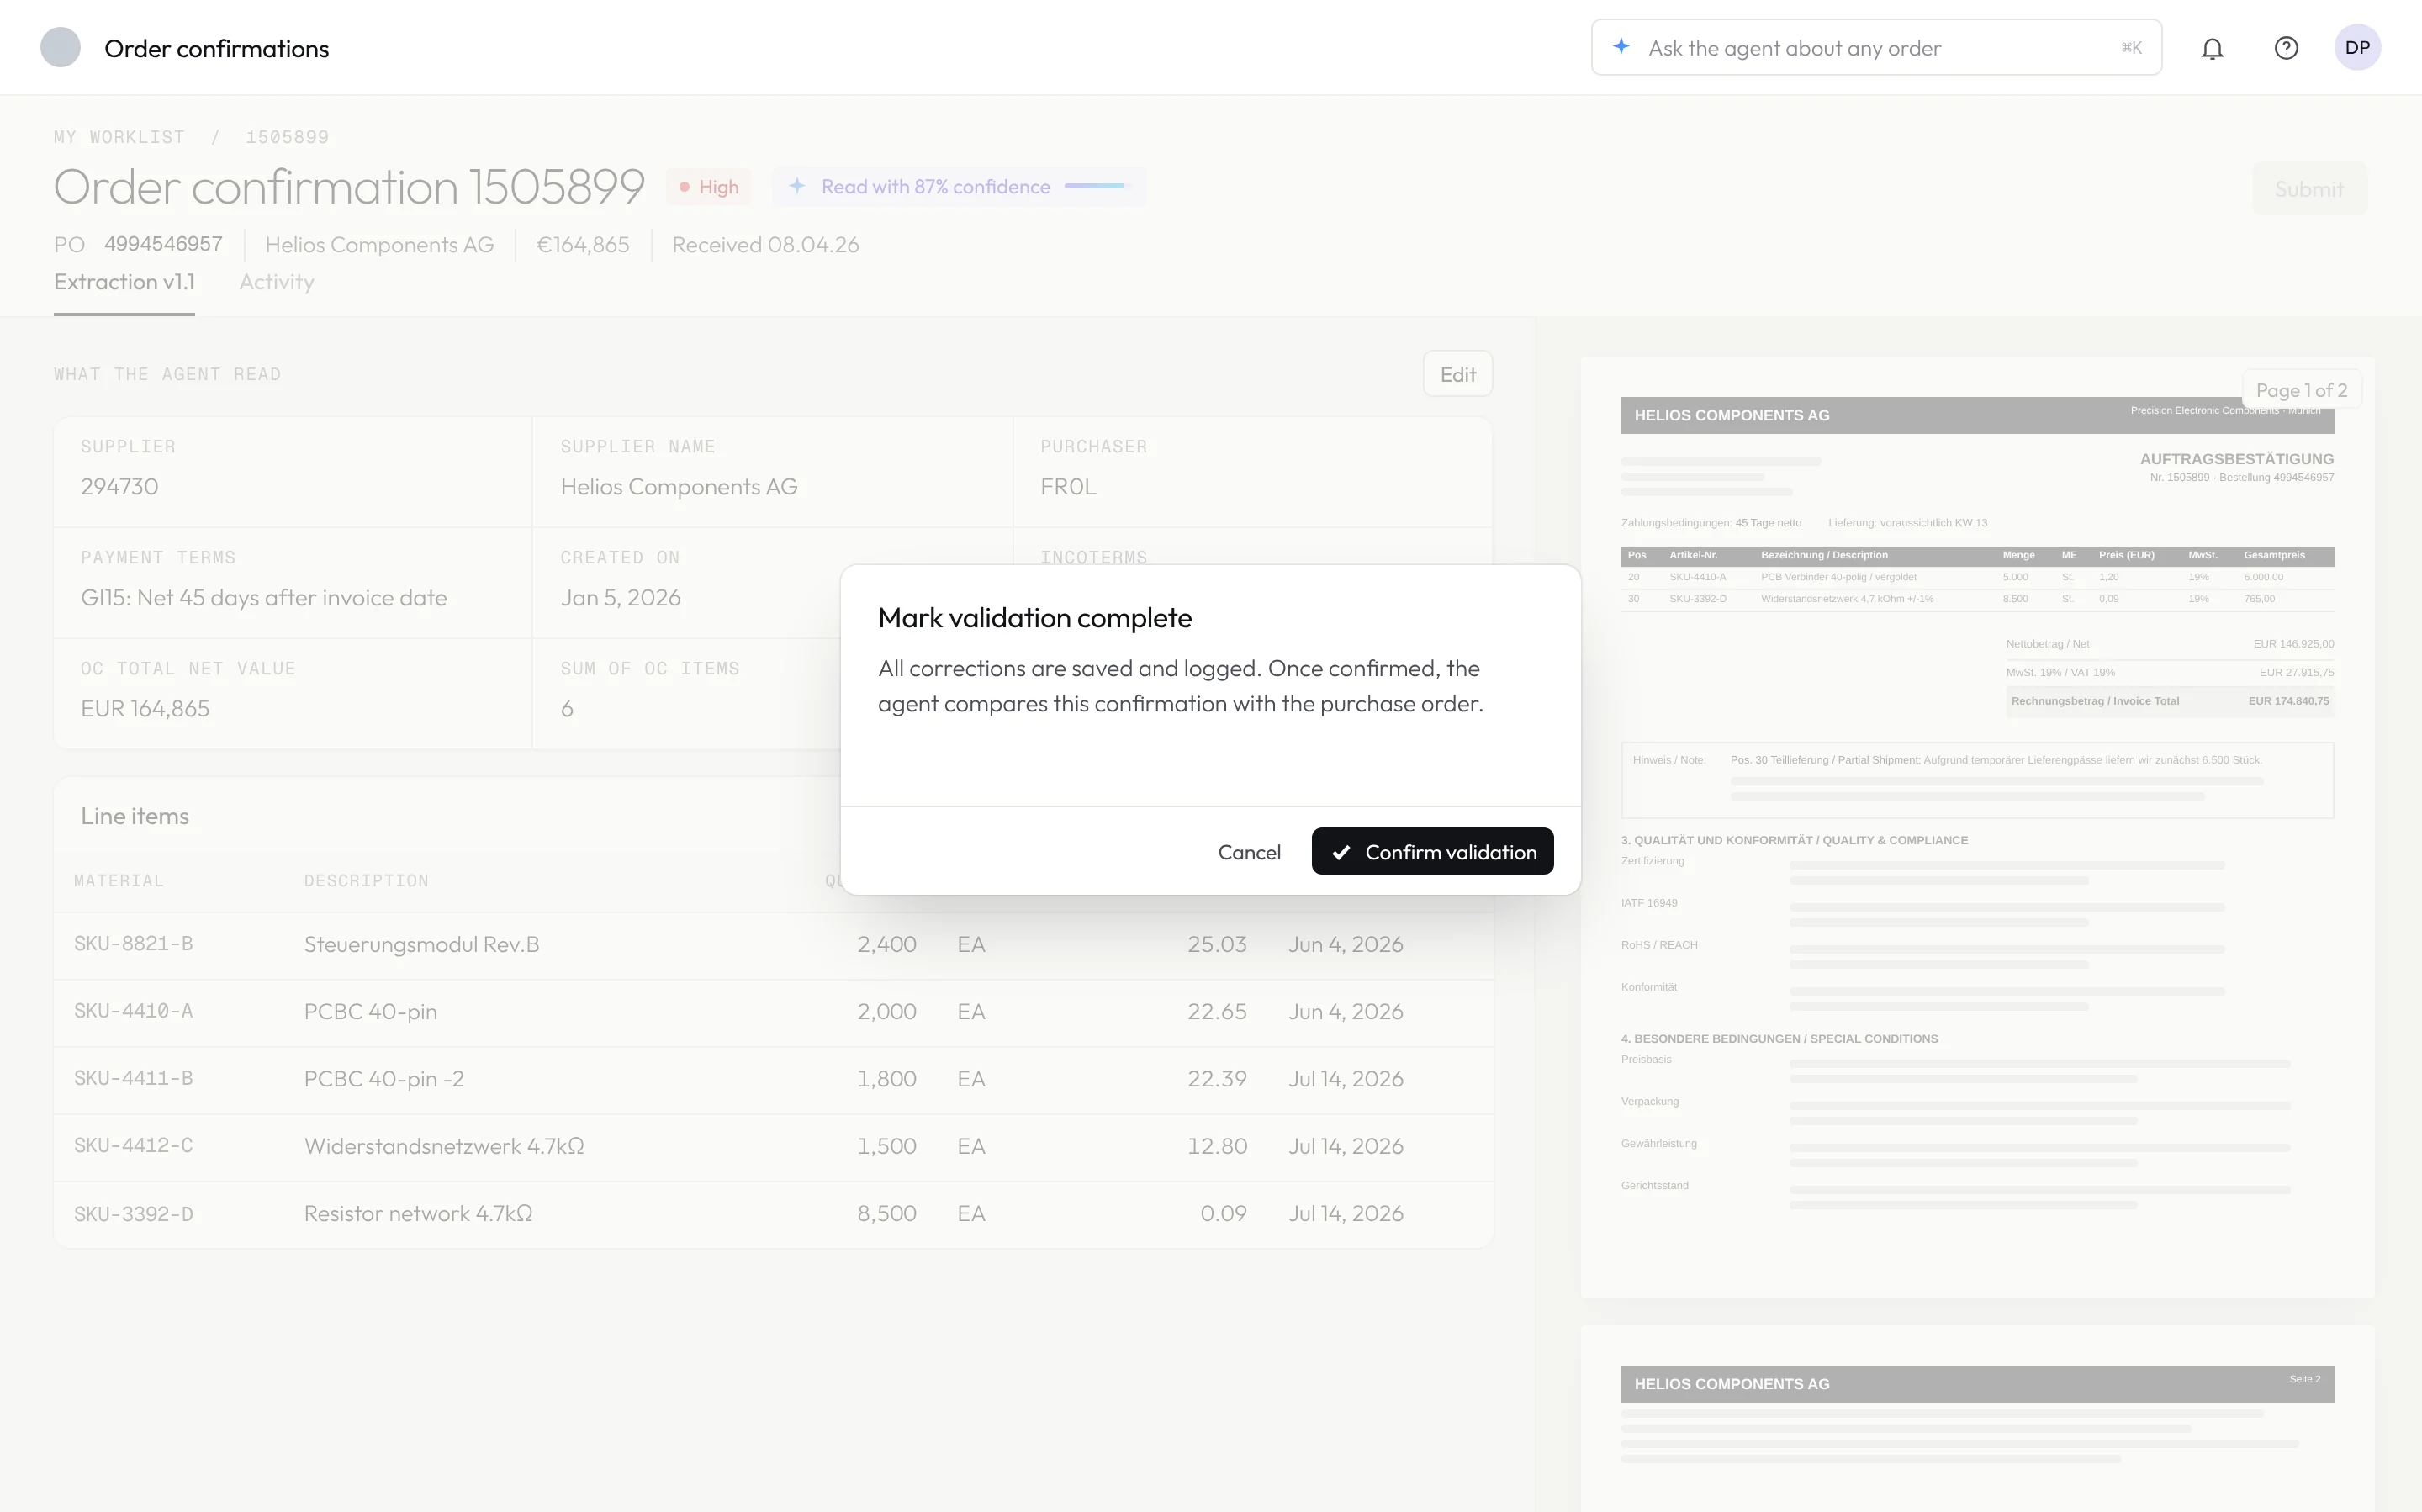 Order confirmations
Ask the agent about any order ⌘K
DP
MY WORKLIST / 1505899
Order confirmation 1505899 High Read with 87% confidence
Submit
PO 4994546957 Helios Components AG €164,865 Received 08.04.26
Extraction v1.1 Activity
WHAT THE AGENT READ
Edit
SUPPLIER SUPPLIER NAME PURCHASER
294730 Helios Components AG FR0L
PAYMENT TERMS CREATED ON INCOTERMS
GI15: Net 45 days after invoice date Jan 5, 2026
OC TOTAL NET VALUE SUM OF OC ITEMS
EUR 164,865 6
Line items
MATERIAL DESCRIPTION
SKU-8821-B Steuerungsmodul Rev.B 2,400 EA 25.03 Jun 4, 2026
SKU-4410-A PCBC 40-pin 2,000 EA 22.65 Jun 4, 2026
SKU-4411-B PCBC 40-pin -2 1,800 EA 22.39 Jul 14, 2026
SKU-4412-C Widerstandsnetzwerk 4.7kΩ 1,500 EA 12.80 Jul 14, 2026
SKU-3392-D Resistor network 4.7kΩ 8,500 EA 0.09 Jul 14, 2026
Mark validation complete
All corrections are saved and logged. Once confirmed, the
agent compares this confirmation with the purchase order.
Cancel Confirm validation
Page 1 of 2
HELIOS COMPONENTS AG Precision Electronic Components - Munich
AUFTRAGSBESTÄTIGUNG
Nr. 1505899 · Bestellung 4994546957
Zahlungsbedingungen: 45 Tage netto Lieferung: voraussichtlich KW 13
Pos Artikel-Nr. Bezeichnung / Description Menge ME Preis (EUR) MwSt. Gesamtpreis
20 SKU-4410-A PCB Verbinder 40-polig / vergoldet 5.000 St. 1,20 19% 6.000,00
30 SKU-3392-D Widerstandsnetzwerk 4,7 kOhm +/-1% 8.500 St. 0,09 19% 765,00
Nettobetrag / Net EUR 146.925,00
MwSt. 19% / VAT 19% EUR 27.915,75
Rechnungsbetrag / Invoice Total EUR 174.840,75
Hinweis / Note: Pos. 30 Teillieferung / Partial Shipment: Aufgrund temporärer Lieferengpässe liefern wir zunächst 6.500 Stück.
3. QUALITÄT UND KONFORMITÄT / QUALITY & COMPLIANCE
Zertifizierung
IATF 16949
RoHS / REACH
Konformität
4. BESONDERE BEDINGUNGEN / SPECIAL CONDITIONS
Preisbasis
Verpackung
Gewährleistung
Gerichtsstand
HELIOS COMPONENTS AG Seite 2